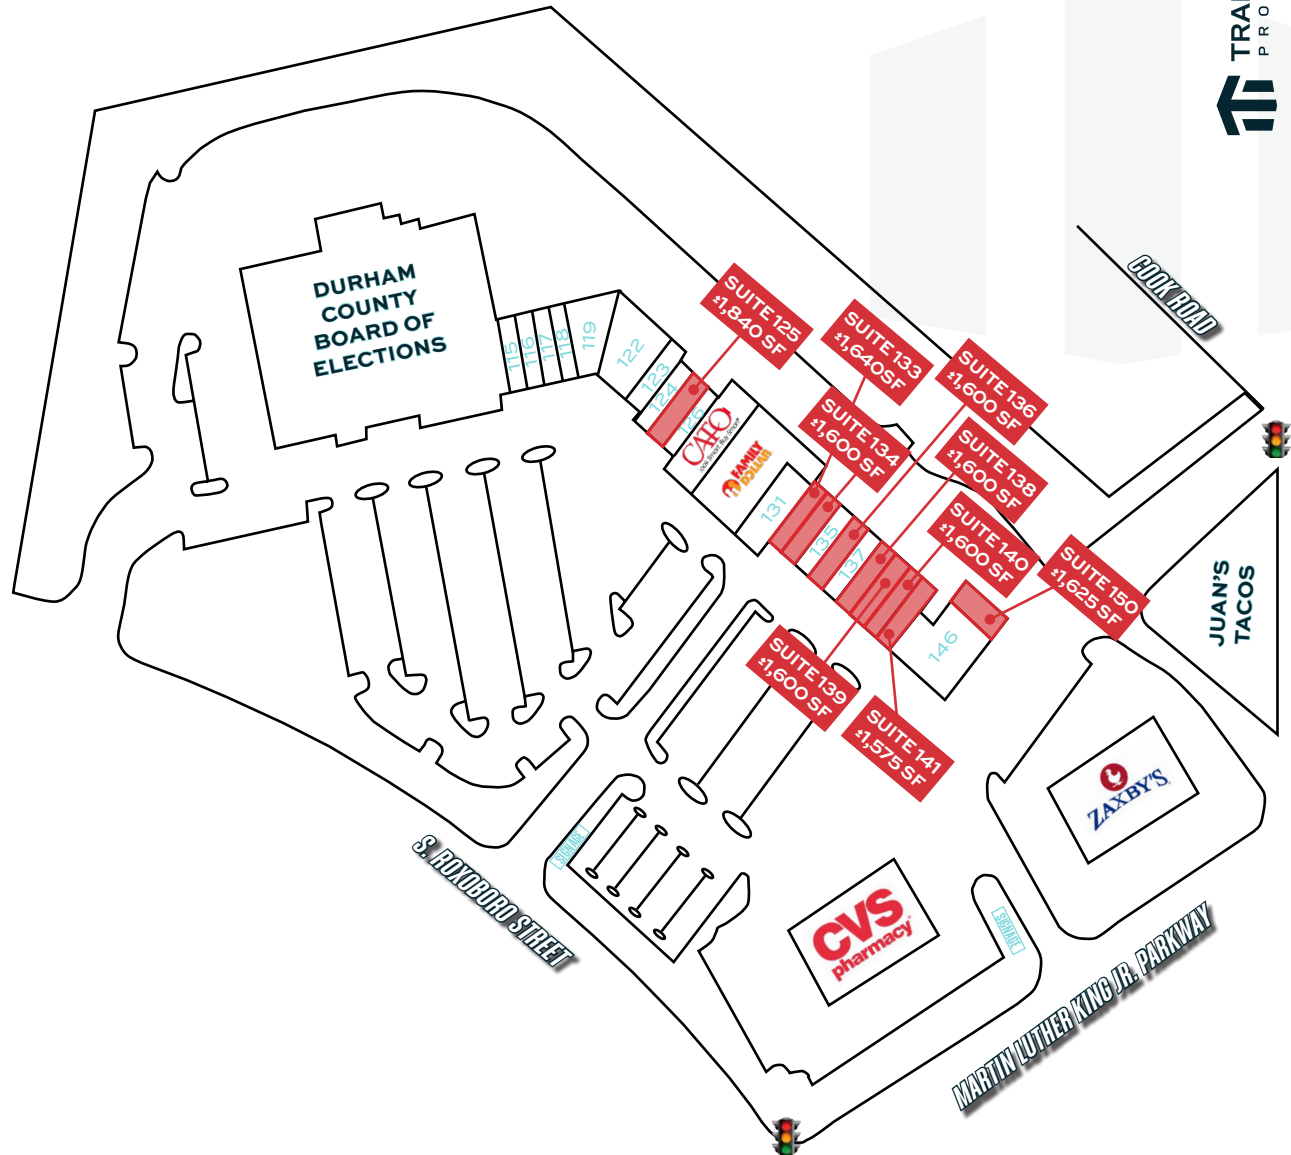 TRA
PRO
COOK ROAD
DURHAM
COUNTY
BOARD OF
ELECTIONS
115
116
117
118
119
122
123
124
SUITE 125
±1,840 SF
126
CATO
FAMILY
DOLLAR
131
SUITE 133
±1,640SF
SUITE 134
±1,600 SF
135
SUITE 136
±1,600 SF
137
SUITE 138
±1,600 SF
SUITE 139
±1,600 SF
SUITE 140
±1,600 SF
SUITE 141
±1,575 SF
146
SUITE 150
±1,625 SF
JUAN'S
TACOS
ZAXBY'S
CVS
pharmacy
SIGNAGE
SIGNAGE
S. ROXOBORO STREET
MARTIN LUTHER KING JR. PARKWAY